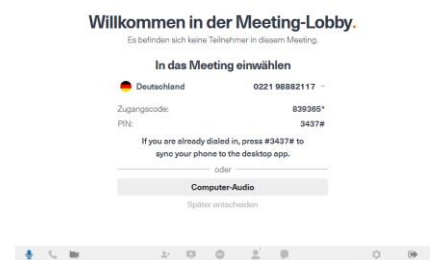 Willkommen in der Meeting-Lobby.
Es befinden sich keine Teilnehmer in diesem Meeting.
In das Meeting einwählen
Deutschland 0221 98882117
Zugangscode: 839365*
PIN: 3437#
If you are already dialed in, press #3437# to
sync your phone to the desktop app.
oder
Computer-Audio
Später entscheiden